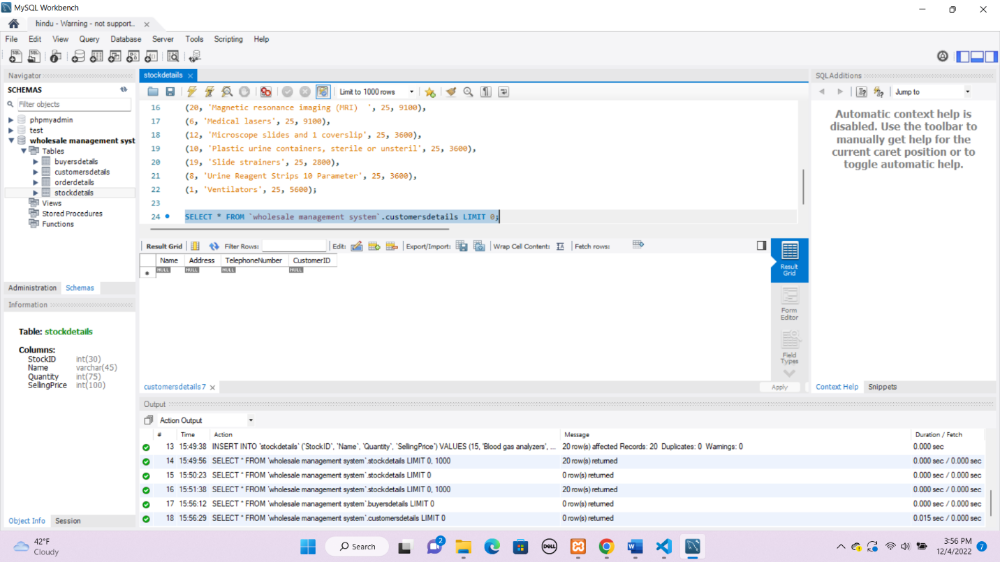 MySQL Workbench
hindu - Warning - not support.. ×
File Edit View Query Database Server Tools Scripting Help
Navigator
SCHEMAS
Filter objects
phpmyadmin
test
wholesale management syst
Tables
buyersdetails
customersdetails
orderdetails
stockdetails
Views
Stored Procedures
Functions
Administration Schemas
Information
Table: stockdetails
Columns:
StockID int(30)
Name varchar(45)
Quantity int(75)
SellingPrice int(100)
Object Info Session
stockdetails ×
Limit to 1000 rows
16 (20, 'Magnetic resonance imaging (MRI)  ', 25, 9100),
17 (6, 'Medical lasers', 25, 9100),
18 (12, 'Microscope slides and 1 coverslip', 25, 3600),
19 (10, 'Plastic urine containers, sterile or unsteril', 25, 3600),
20 (19, 'Slide strainers', 25, 2800),
21 (8, 'Urine Reagent Strips 10 Parameter', 25, 3600),
22 (1, 'Ventilators', 25, 5600);
23
24 SELECT * FROM `wholesale management system`.customersdetails LIMIT 0;
Result Grid Filter Rows: Edit: Export/Import: Wrap Cell Content: Fetch rows:
Name Address TelephoneNumber CustomerID
NULL NULL NULL NULL
Result
Grid
Form
Editor
Field
Types
customersdetails 7 × Apply
SQLAdditions
Jump to
Automatic context help is
disabled. Use the toolbar to
manually get help for the
current caret position or to
toggle automatic help.
Context Help Snippets
Output
Action Output
# Time Action Message Duration / Fetch
13 15:49:38 INSERT INTO `stockdetails` (`StockID`, `Name`, `Quantity`, `SellingPrice`) VALUES (15, 'Blood gas analyzers', ... 20 row(s) affected Records: 20 Duplicates: 0 Warnings: 0 0.000 sec
14 15:49:56 SELECT * FROM `wholesale management system`.stockdetails LIMIT 0, 1000 20 row(s) returned 0.000 sec / 0.000 sec
15 15:50:23 SELECT * FROM `wholesale management system`.stockdetails LIMIT 0 0 row(s) returned 0.000 sec / 0.000 sec
16 15:51:38 SELECT * FROM `wholesale management system`.stockdetails LIMIT 0, 1000 20 row(s) returned 0.000 sec / 0.000 sec
17 15:56:12 SELECT * FROM `wholesale management system`.buyersdetails LIMIT 0 0 row(s) returned 0.000 sec / 0.000 sec
18 15:56:29 SELECT * FROM `wholesale management system`.customersdetails LIMIT 0 0 row(s) returned 0.015 sec / 0.000 sec
42°F
Cloudy
Search
2
DELL
3:56 PM
12/4/2022
7